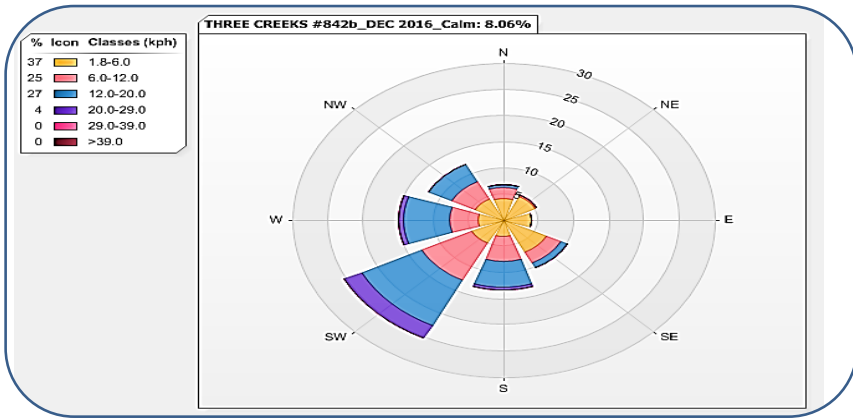 THREE CREEKS #842b_DEC 2016_Calm: 8.06%
% Icon Classes (kph)
37 1.8-6.0
25 6.0-12.0
27 12.0-20.0
4 20.0-29.0
0 29.0-39.0
0 >39.0
N
30
25
20
15
10
5
NW
NE
W
E
SW
SE
S